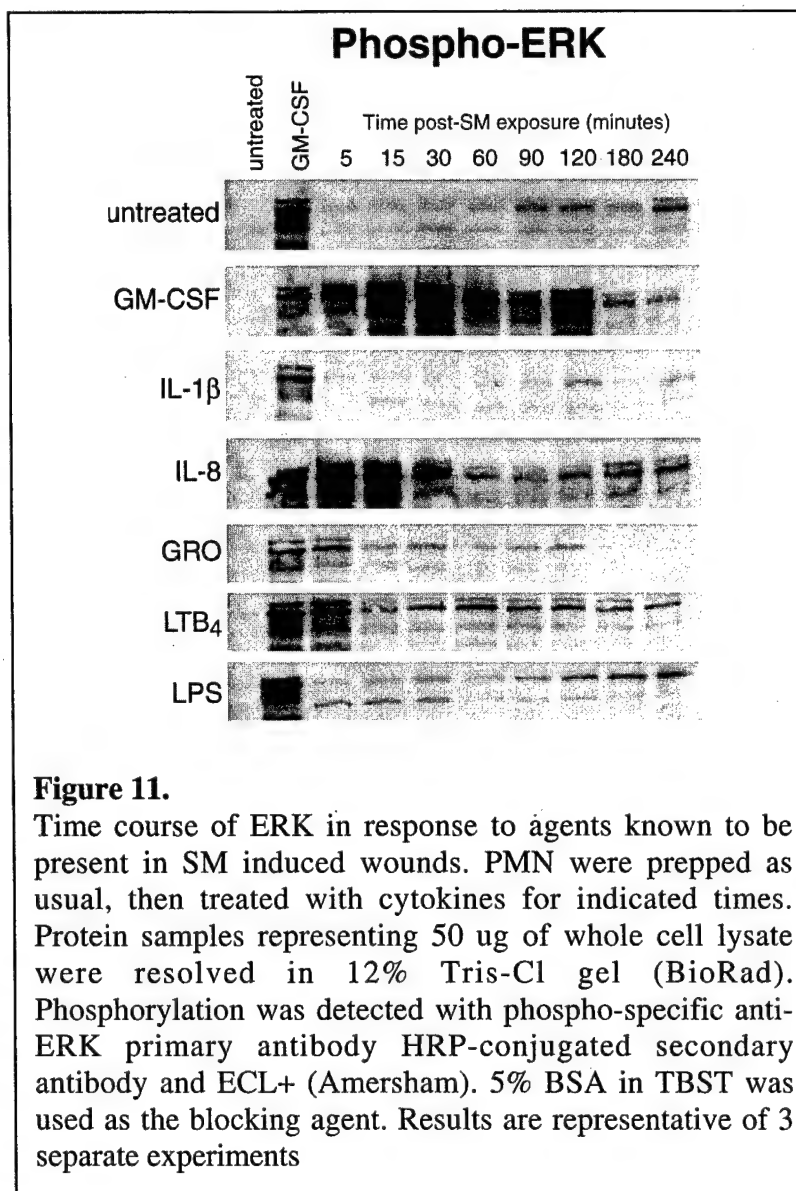 Phospho-ERK
untreated
GM-CSF
Time post-SM exposure (minutes)
5 15 30 60 90 120 180 240
untreated
GM-CSF
IL-1β
IL-8
GRO
LTB4
LPS
Figure 11.
Time course of ERK in response to agents known to be
present in SM induced wounds. PMN were prepped as
usual, then treated with cytokines for indicated times.
Protein samples representing 50 ug of whole cell lysate
were resolved in 12% Tris-Cl gel (BioRad).
Phosphorylation was detected with phospho-specific anti-
ERK primary antibody HRP-conjugated secondary
antibody and ECL+ (Amersham). 5% BSA in TBST was
used as the blocking agent. Results are representative of 3
separate experiments